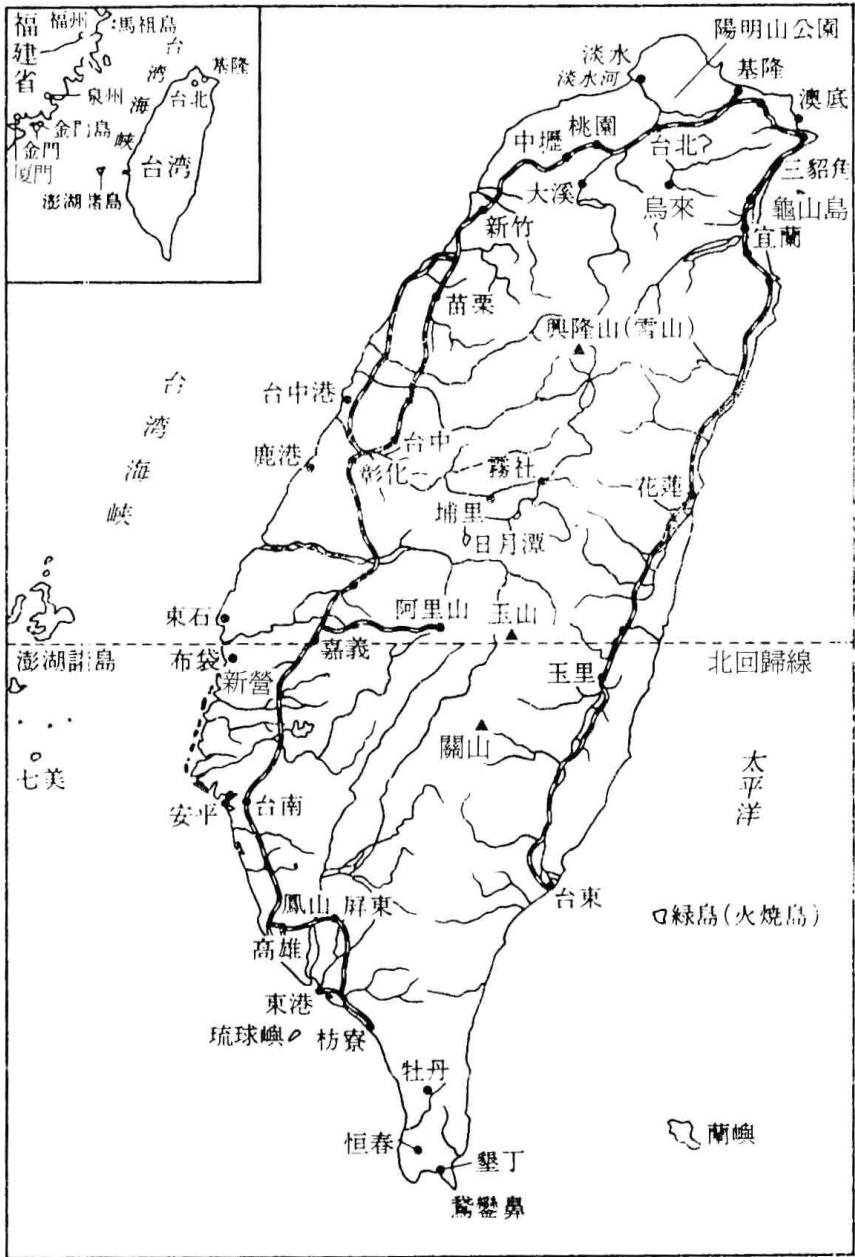 福州
馬祖島
福建省
台湾海峡
基隆
台北
泉州
金門島
金門
厦門
台湾
澎湖諸島
陽明山公園
淡水
淡水河
基隆
澳底
桃園
中壢
台北
三貂角
大溪
烏來
龜山島
新竹
宜蘭
苗栗
興隆山(雪山)
台湾海峡
台中港
台中
鹿港
彰化
霧社
花蓮
埔里
日月潭
東石
阿里山
玉山
澎湖諸島
布袋
嘉義
北回歸線
新營
玉里
關山
七美
太平洋
安平
台南
台東
鳳山
屏東
緑島(火焼島)
高雄
東港
琉球嶼
枋寮
牡丹
蘭嶼
恒春
墾丁
鵞鑾鼻